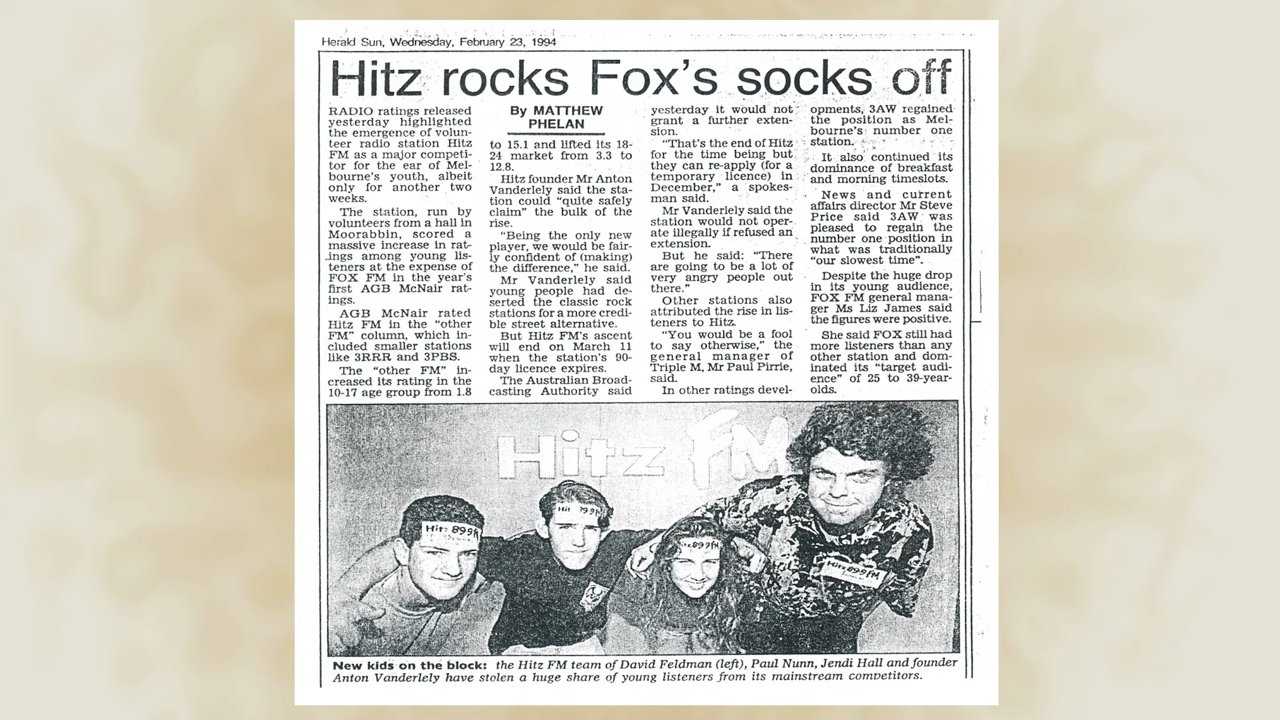 Herald Sun, Wednesday, February 23, 1994
Hitz rocks Fox's socks off
RADIO ratings released
yesterday highlighted
the emergence of volun-
teer radio station Hitz
FM as a major competi-
tor for the ear of Mel-
bourne's youth, albeit
only for another two
weeks.
The station, run by
volunteers from a hall in
Moorabbin, scored a
massive increase in rat-
ings among young lis-
teners at the expense of
FOX FM in the year's
first AGB McNair rat-
ings.
AGB McNair rated
Hitz FM in the "other
FM" column, which in-
cluded smaller stations
like 3RRR and 3PBS.
The "other FM" in-
creased its rating in the
10-17 age group from 1.8
By MATTHEW
PHELAN
to 15.1 and lifted its 18-
24 market from 3.3 to
12.8.
Hitz founder Mr Anton
Vanderlely said the sta-
tion could "quite safely
claim" the bulk of the
rise.
"Being the only new
player, we would be fair-
ly confident of (making)
the difference," he said.
Mr Vanderlely said
young people had de-
serted the classic rock
stations for a more credi-
ble street alternative.
But Hitz FM's ascent
will end on March 11
when the station's 90-
day licence expires.
The Australian Broad-
casting Authority said
yesterday it would not
grant a further exten-
sion.
"That's the end of Hitz
for the time being but
they can re-apply (for a
temporary licence) in
December," a spokes-
man said.
Mr Vanderlely said the
station would not oper-
ate illegally if refused an
extension.
But he said: "There
are going to be a lot of
very angry people out
there."
Other stations also
attributed the rise in lis-
teners to Hitz.
"You would be a fool
to say otherwise," the
general manager of
Triple M, Mr Paul Pirrie,
said.
In other ratings devel-
opments, 3AW regained
the position as Mel-
bourne's number one
station.
It also continued its
dominance of breakfast
and morning timeslots.
News and current
affairs director Mr Steve
Price said 3AW was
pleased to regain the
number one position in
what was traditionally
"our slowest time".
Despite the huge drop
in its young audience,
FOX FM general mana-
ger Ms Liz James said
the figures were positive.
She said FOX still had
more listeners than any
other station and dom-
inated its "target audi-
ence" of 25 to 39-year-
olds.
Hitz FM
Hitz 89.9 FM
Hitz 89.9 FM
New kids on the block: the Hitz FM team of David Feldman (left), Paul Nunn, Jendi Hall and founder
Anton Vanderlely have stolen a huge share of young listeners from its mainstream competitors.